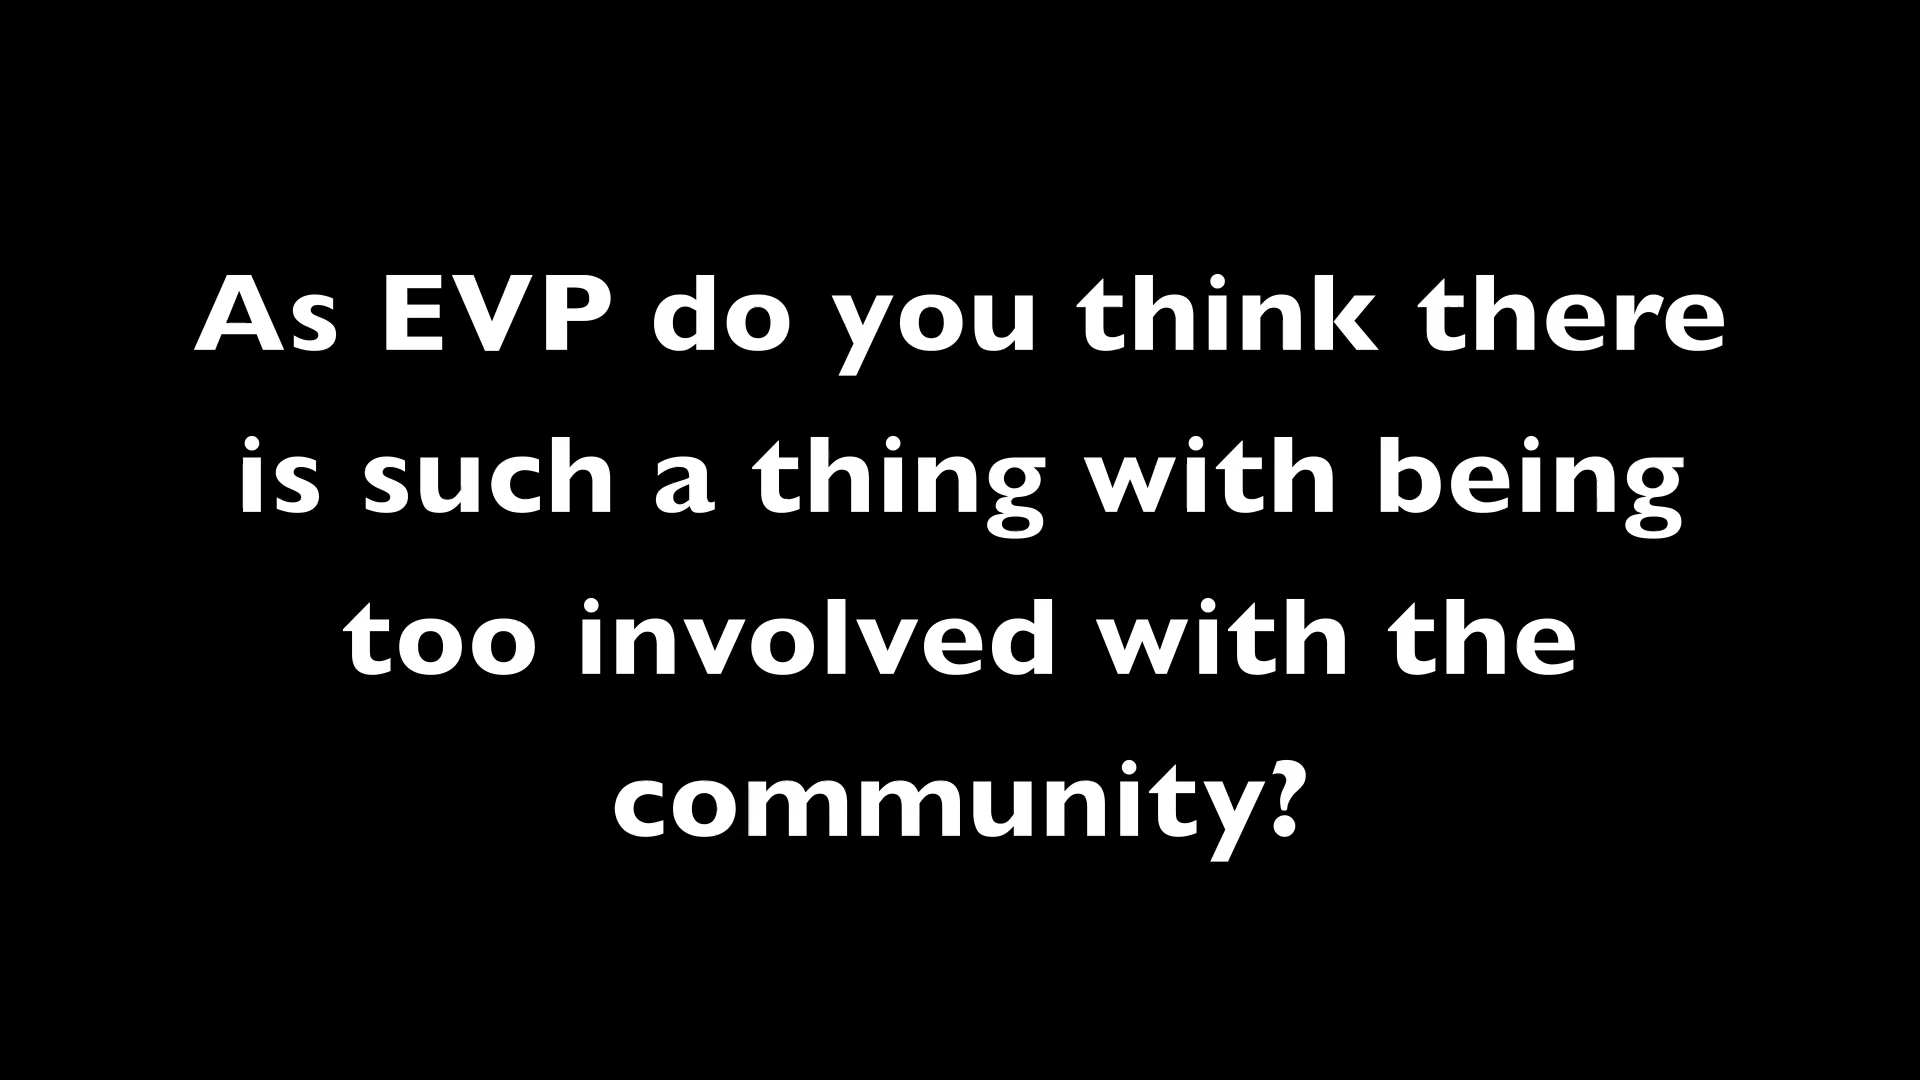 As EVP do you think there
is such a thing with being
too involved with the
community?